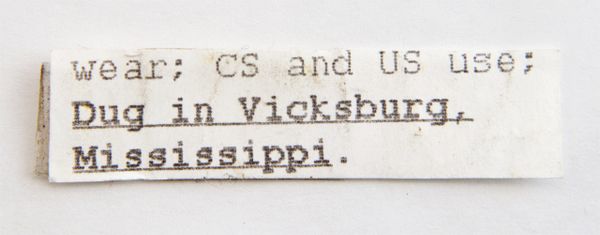 wear; CS and US use;
Dug in Vicksburg,
Mississippi.